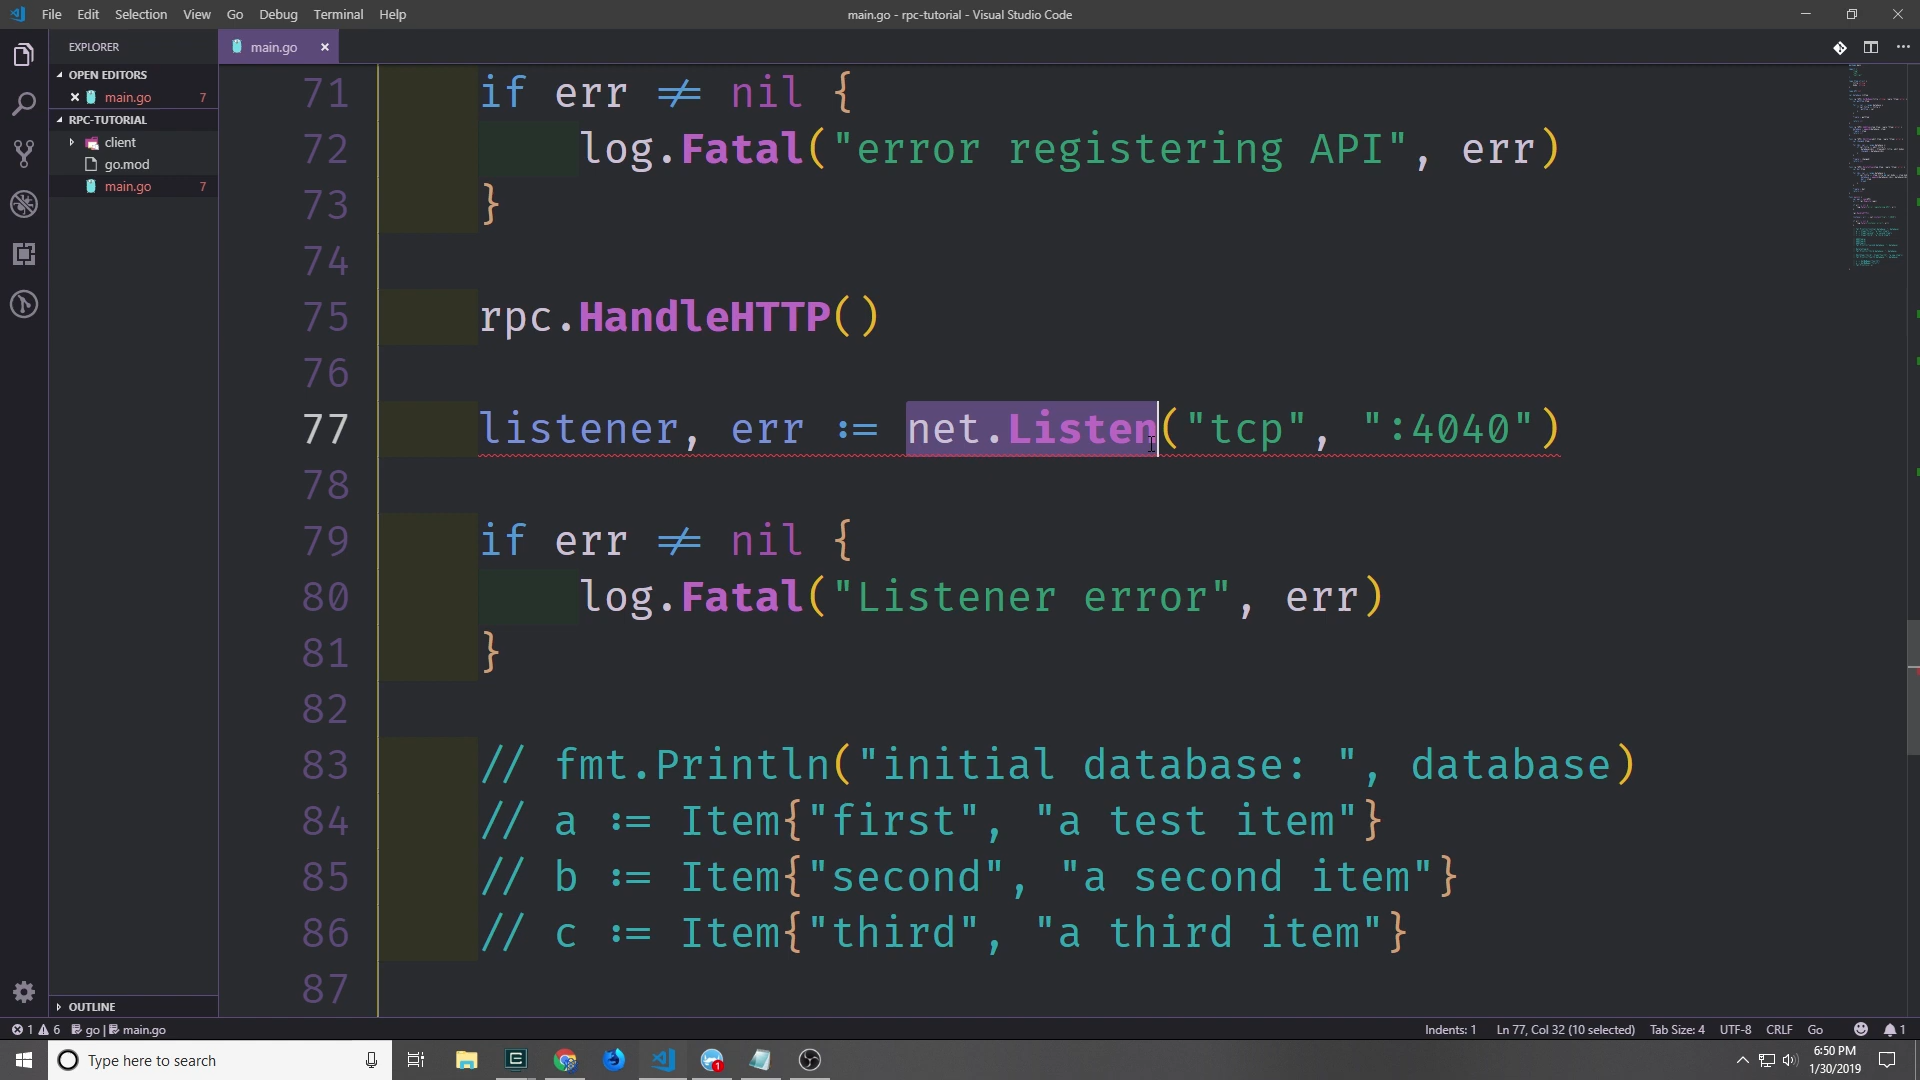 File Edit Selection View Go Debug Terminal Help
main.go - rpc-tutorial - Visual Studio Code
EXPLORER
main.go
OPEN EDITORS
main.go 7
RPC-TUTORIAL
client
go.mod
main.go 7
OUTLINE
71 if err != nil {
72 log.Fatal("error registering API", err)
73 }
74
75 rpc.HandleHTTP()
76
77 listener, err := net.Listen("tcp", ":4040")
78
79 if err != nil {
80 log.Fatal("Listener error", err)
81 }
82
83 // fmt.Println("initial database: ", database)
84 // a := Item{"first", "a test item"}
85 // b := Item{"second", "a second item"}
86 // c := Item{"third", "a third item"}
87
1 6 go | main.go
Indents: 1 Ln 77, Col 32 (10 selected) Tab Size: 4 UTF-8 CRLF Go 1
Type here to search
1
6:50 PM
1/30/2019